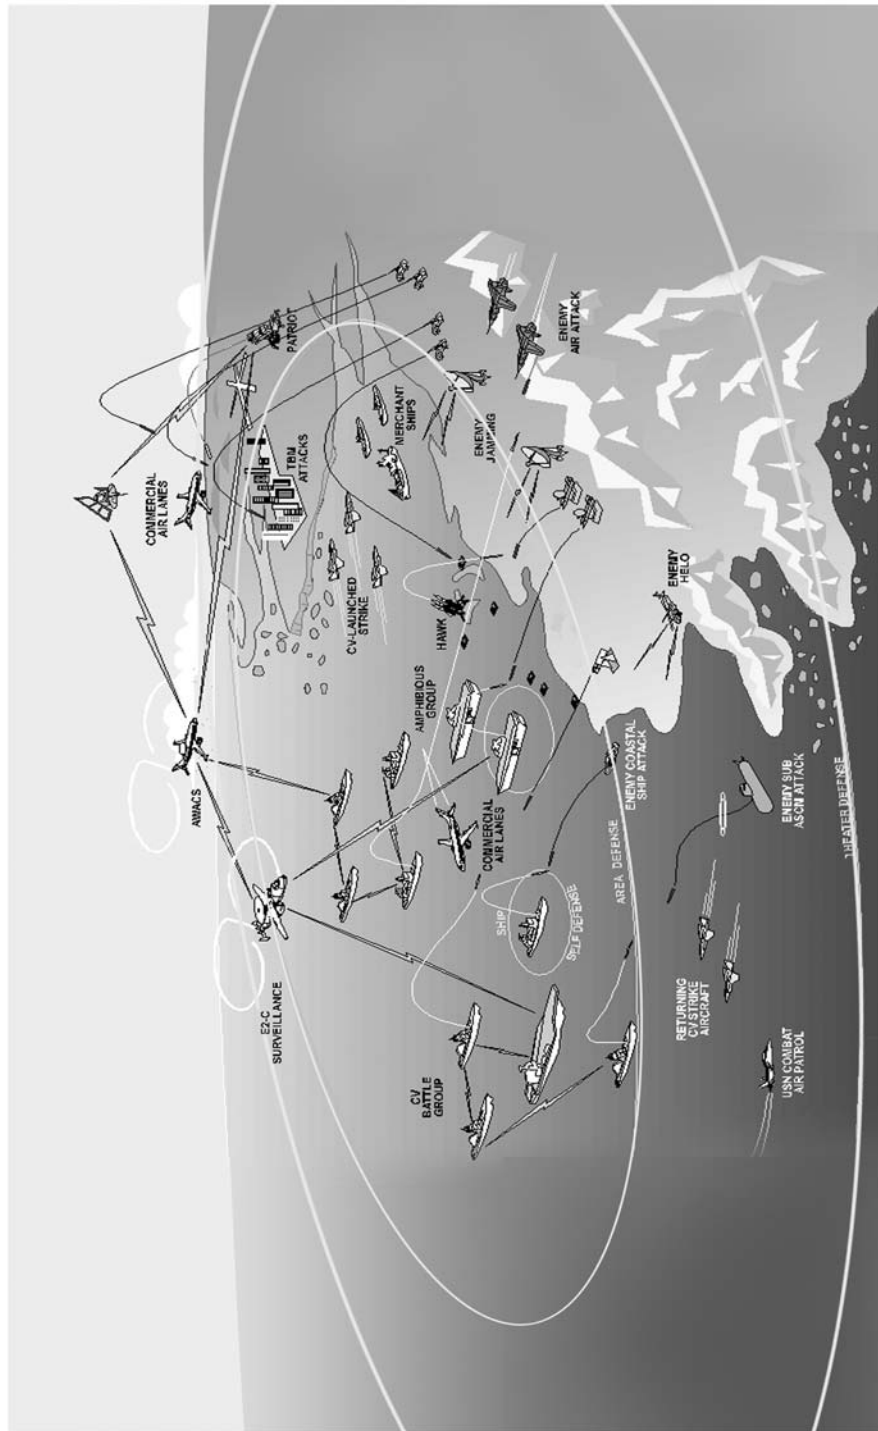 COMMERCIAL
AIR LANES
AWACS
PATRIOT
E2-C
SURVEILLANCE
TBM
ATTACKS
CV-LAUNCHED
STRIKE
MERCHANT
SHIPS
HAWK
AMPHIBIOUS
GROUP
CV
BATTLE
GROUP
COMMERCIAL
AIR LANES
ENEMY
JAMMING
SHIP
SELF DEFENSE
ENEMY
AIR ATTACK
AREA DEFENSE
ENEMY COASTAL
SHIP ATTACK
ENEMY
HELO
RETURNING
CV STRIKE
AIRCRAFT
USN COMBAT
AIR PATROL
ENEMY SUB
ASCM ATTACK
THEATER DEFENSE